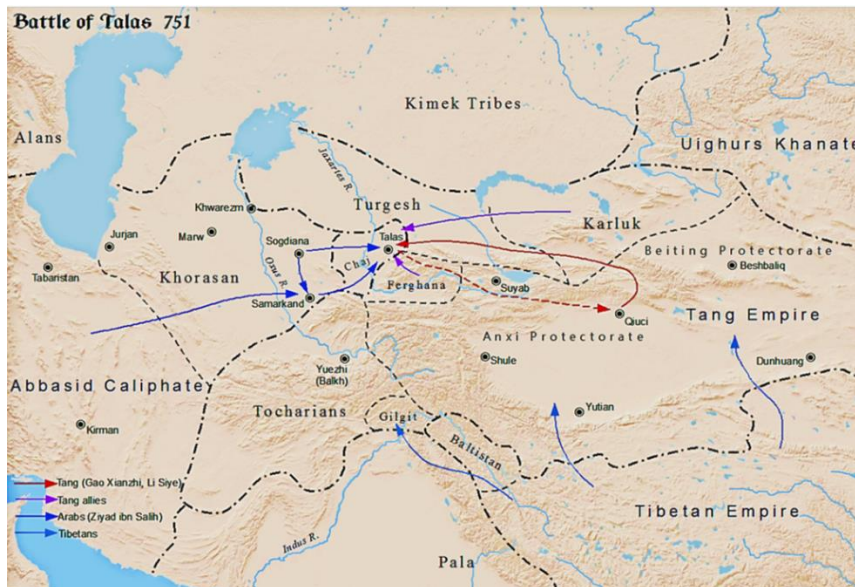 Battle of Talas 751
Kimek Tribes
Alans
Uighurs Khanate
Jaxartes R.
Turgesh
Khwarezm
Karluk
Jurjan
Marw
Sogdiana
Talas
Beiting Protectorate
Tabaristan
Khorasan
Oxus R.
Chaj
Ferghana
Suyab
Beshbaliq
Samarkand
Qiuci
Tang Empire
Anxi Protectorate
Yuezhi
(Balkh)
Shule
Dunhuang
Abbasid Caliphate
Tocharians
Gilgit
Yutian
Kirman
Baltistan
Tang (Gao Xianzhi, Li Siye)
Tang allies
Arabs (Ziyad ibn Salih)
Tibetans
Tibetan Empire
Indus R.
Pala